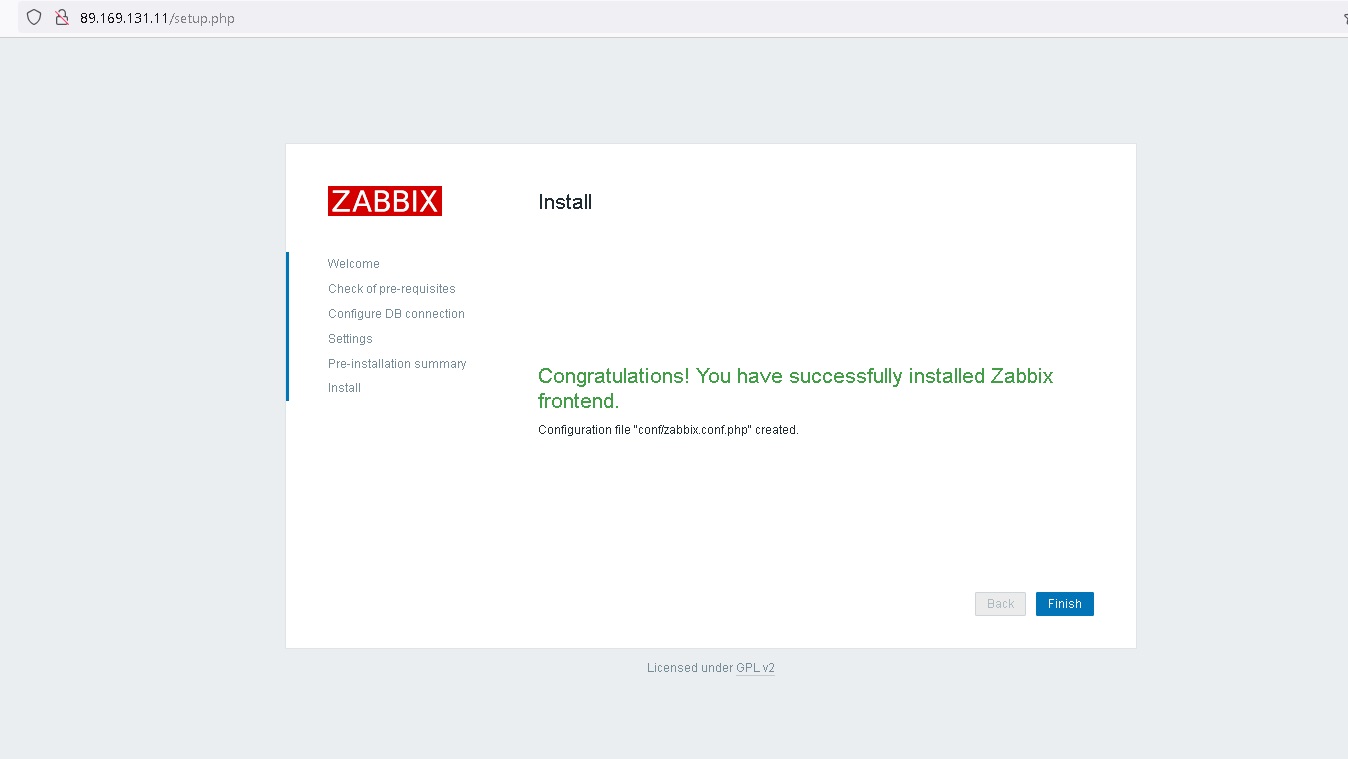 89.169.131.11/setup.php
ZABBIX
Install
Welcome
Check of pre-requisites
Configure DB connection
Settings
Pre-installation summary
Install
Congratulations! You have successfully installed Zabbix
frontend.
Configuration file "conf/zabbix.conf.php" created.
Back
Finish
Licensed under GPL v2